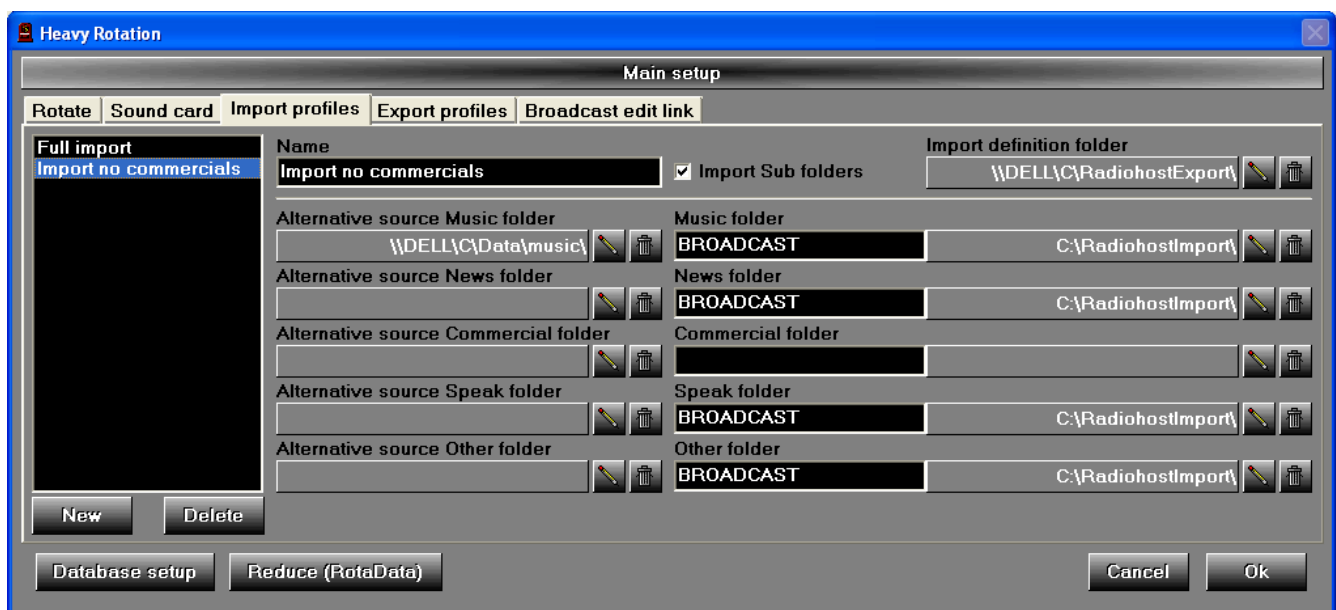 Heavy Rotation
Main setup
Rotate Sound card Import profiles Export profiles Broadcast edit link
Full import
Import no commercials
Name
Import no commercials
Import Sub folders
Import definition folder
\\DELL\C\RadiohostExport\
Alternative source Music folder
\\DELL\C\Data\music\
Music folder
BROADCAST C:\RadiohostImport\
Alternative source News folder
News folder
BROADCAST C:\RadiohostImport\
Alternative source Commercial folder
Commercial folder
Alternative source Speak folder
Speak folder
BROADCAST C:\RadiohostImport\
Alternative source Other folder
Other folder
BROADCAST C:\RadiohostImport\
New Delete
Database setup Reduce (RotaData) Cancel Ok